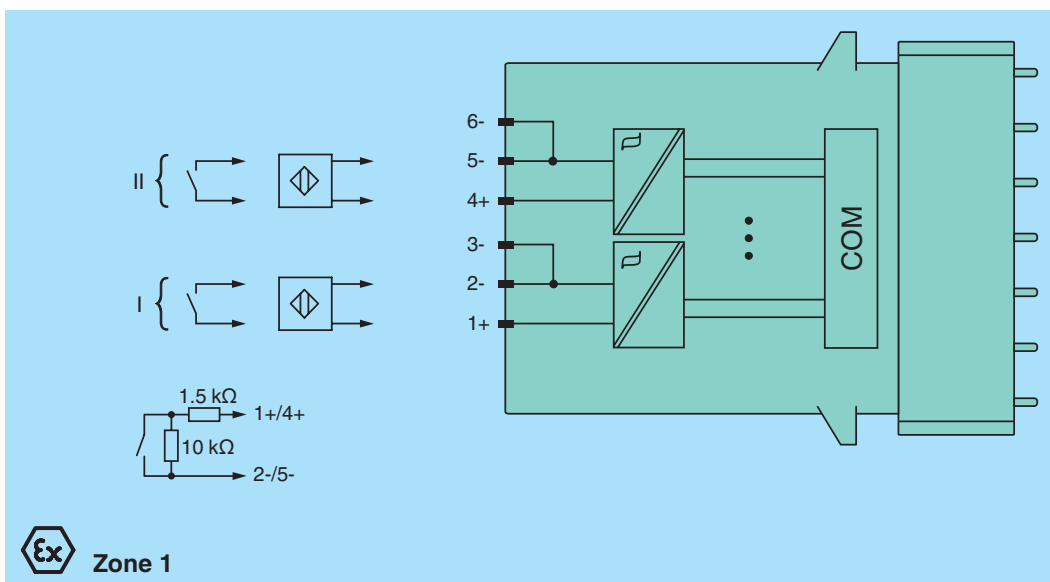 6-
5-
4+
3-
2-
1+
II
I
COM
1.5 kΩ
1+/4+
10 kΩ
2-/5-
Ex
Zone 1